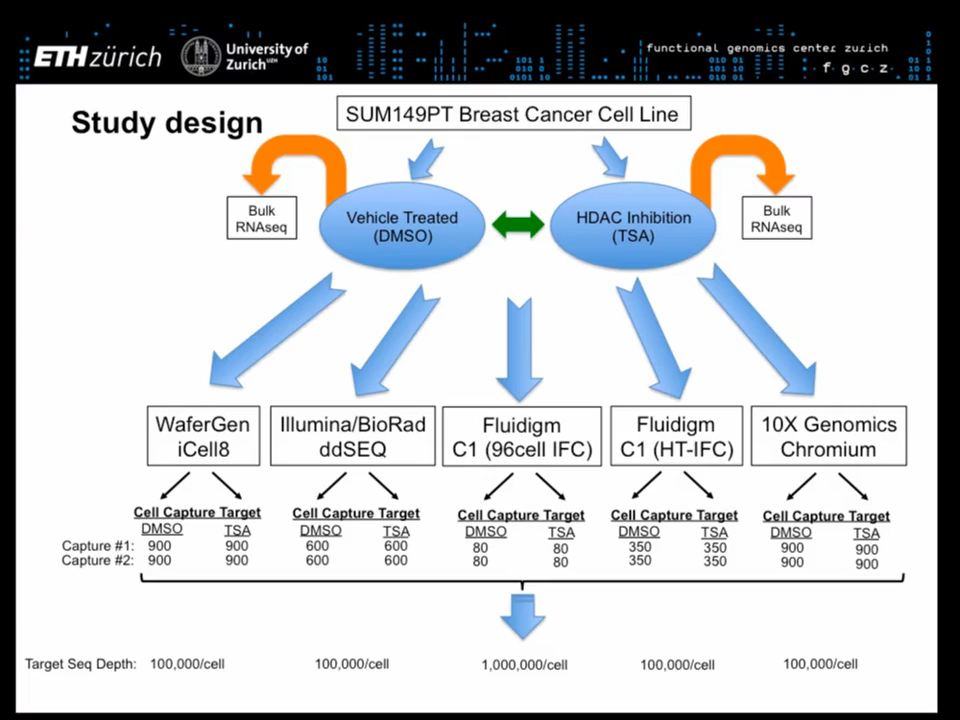 ETH zürich
University of
Zurich UZH
functional genomics center zurich
f g c z
Study design
SUM149PT Breast Cancer Cell Line
Bulk
RNAseq
Vehicle Treated
(DMSO)
HDAC Inhibition
(TSA)
Bulk
RNAseq
WaferGen
iCell8
Illumina/BioRad
ddSEQ
Fluidigm
C1 (96cell IFC)
Fluidigm
C1 (HT-IFC)
10X Genomics
Chromium
Cell Capture Target Cell Capture Target Cell Capture Target Cell Capture Target Cell Capture Target
DMSO TSA DMSO TSA DMSO TSA DMSO TSA DMSO TSA
Capture #1: 900 900 600 600 80 80 350 350 900 900
Capture #2: 900 900 600 600 80 80 350 350 900 900
Target Seq Depth: 100,000/cell 100,000/cell 1,000,000/cell 100,000/cell 100,000/cell